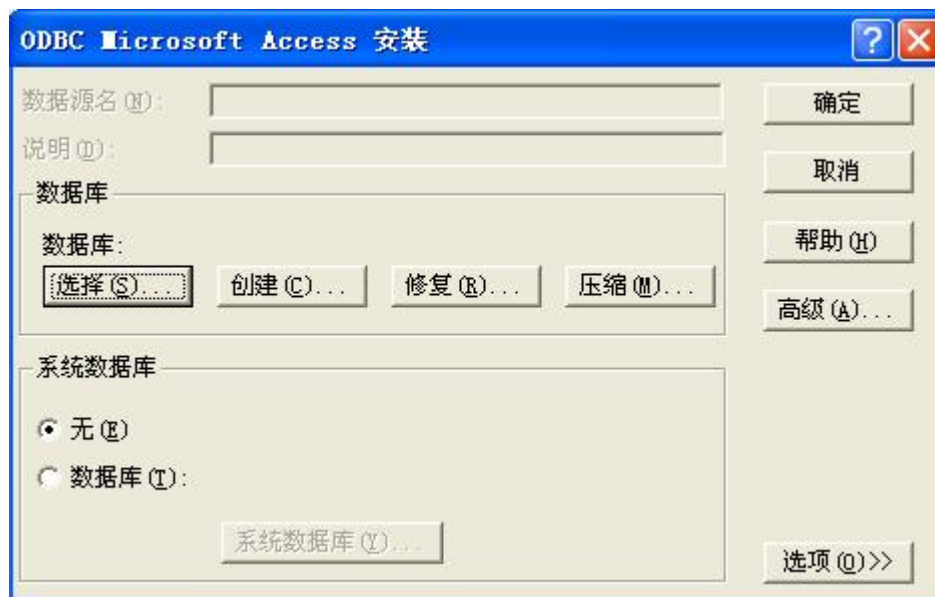 ODBC Microsoft Access 安装
数据源名(N):
确定
说明(D):
取消
数据库
数据库:
帮助(H)
选择(S)...
创建(C)...
修复(R)...
压缩(M)...
高级(A)...
系统数据库
无(E)
数据库(T):
系统数据库(Y)...
选项(O)>>